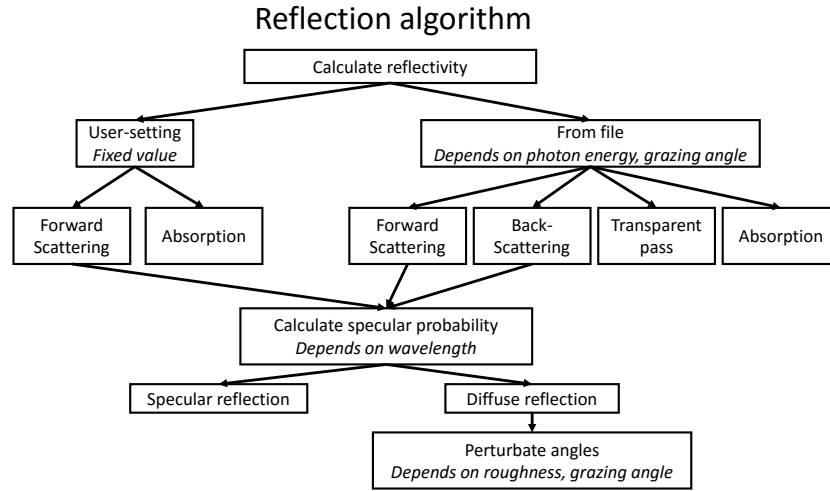 Reflection algorithm
Calculate reflectivity
User-setting
Fixed value
From file
Depends on photon energy, grazing angle
Forward
Scattering
Absorption
Forward
Scattering
Back-
Scattering
Transparent
pass
Absorption
Calculate specular probability
Depends on wavelength
Specular reflection
Diffuse reflection
Perturbate angles
Depends on roughness, grazing angle